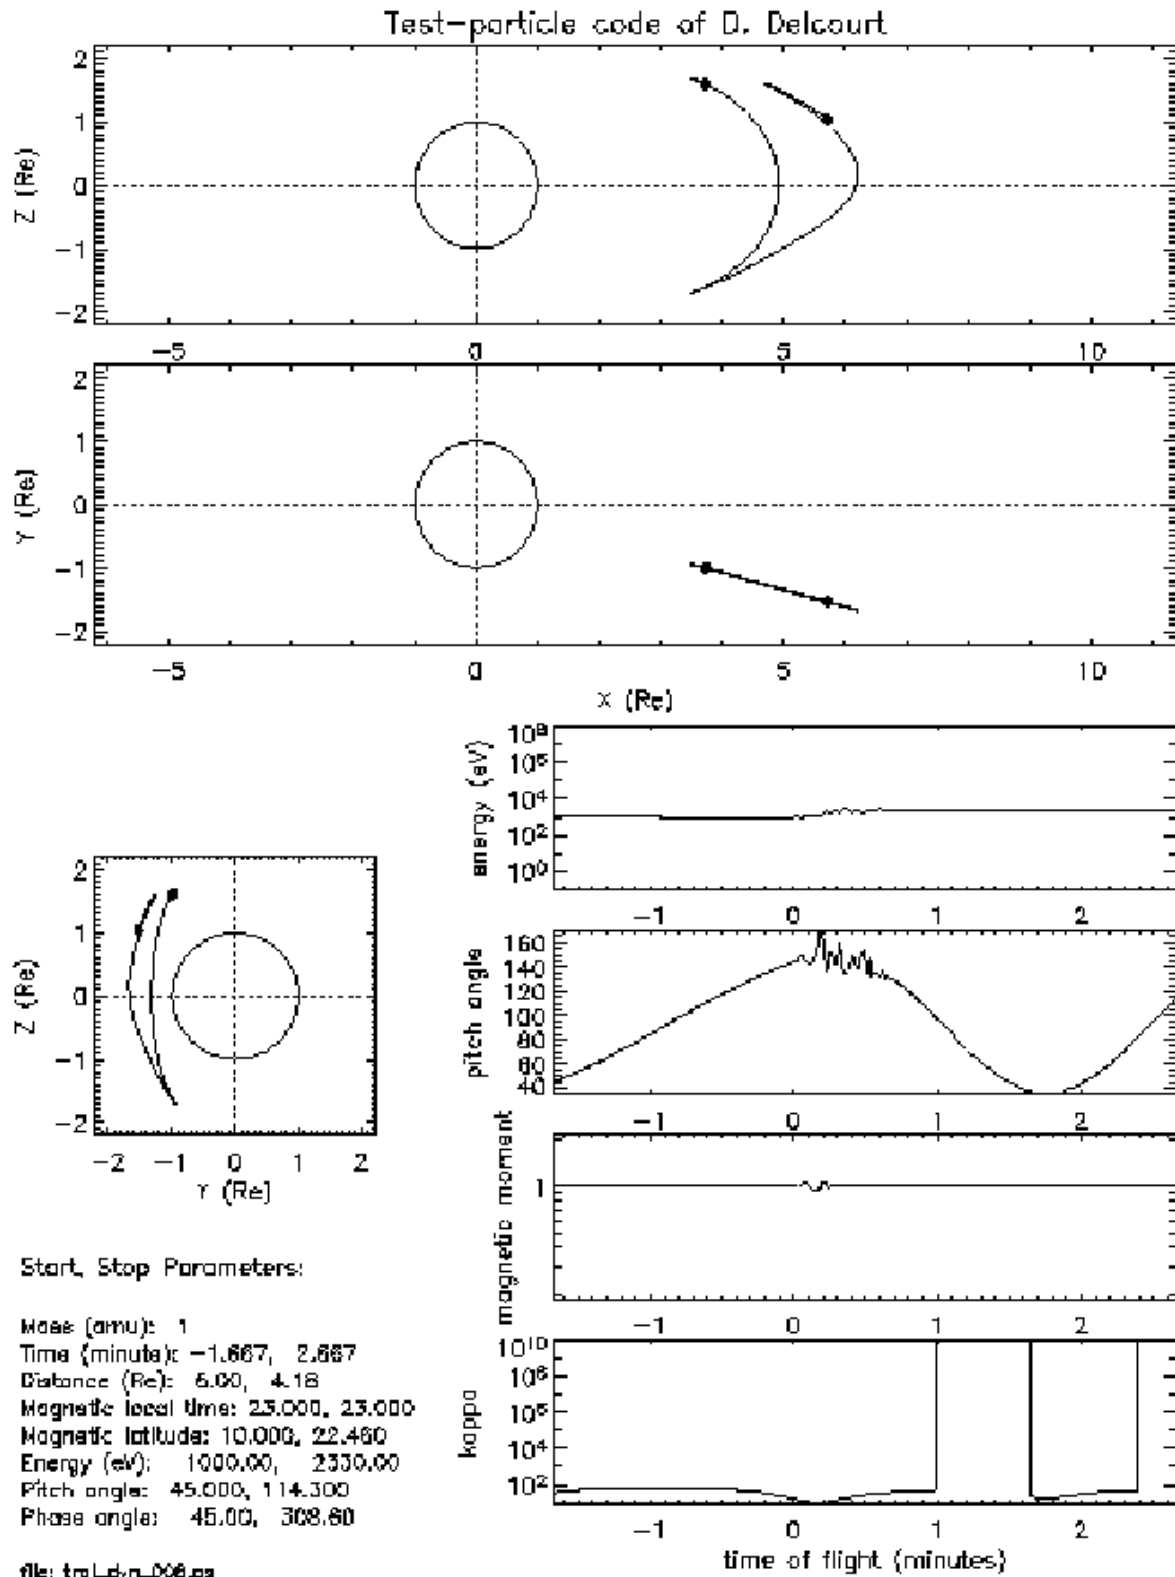 Test-particle code of D. Delcourt
2
1
0
-1
-2
Z (Re)
-5
0
5
10
2
1
0
-1
-2
Y (Re)
-5
0
5
10
X (Re)
10⁸
10⁶
10⁴
10²
10⁰
energy (eV)
-1
0
1
2
2
1
0
-1
-2
Z (Re)
-2
-1
0
1
2
Y (Re)
160
140
120
100
80
60
40
pitch angle
-1
0
1
2
1
magnetic moment
-1
0
1
2
10¹⁰
10⁸
10⁶
10⁴
10²
kappa
-1
0
1
2
time of flight (minutes)
Start, Stop Parameters:
Mass (amu): 1
Time (minute): -1.667, 2.667
Distance (Re): 6.00, 4.18
Magnetic local time: 23.000, 23.000
Magnetic latitude: 10.000, 22.460
Energy (eV): 1000.00, 2330.00
Pitch angle: 45.000, 114.300
Phase angle: 45.00, 308.60
file: